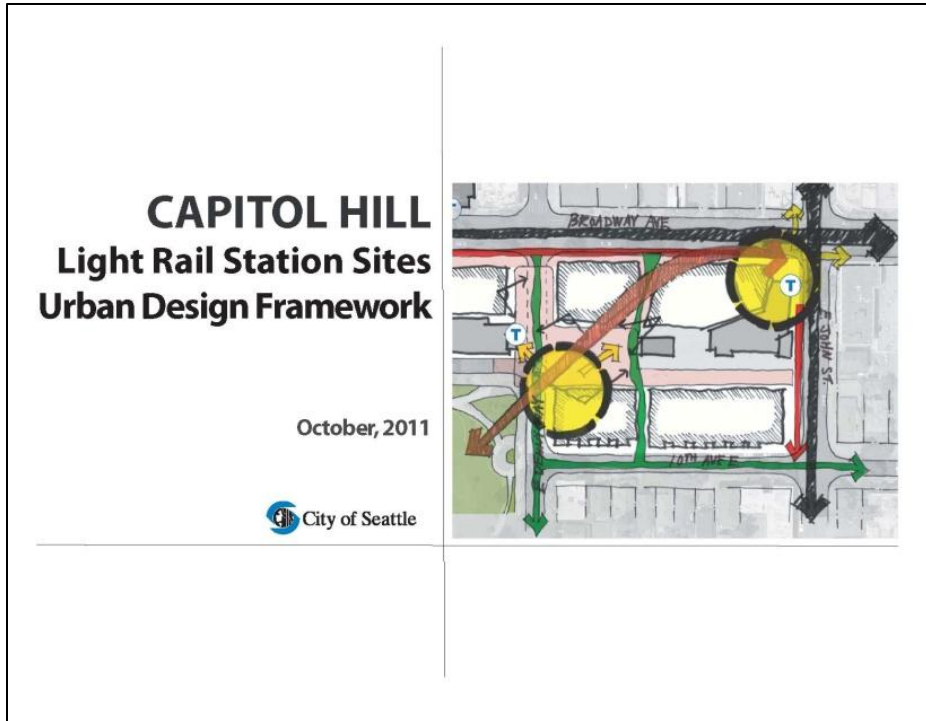 CAPITOL HILL
Light Rail Station Sites
Urban Design Framework
October, 2011
City of Seattle
BROADWAY AVE
T
T
E JOHN ST.
10TH AVE E